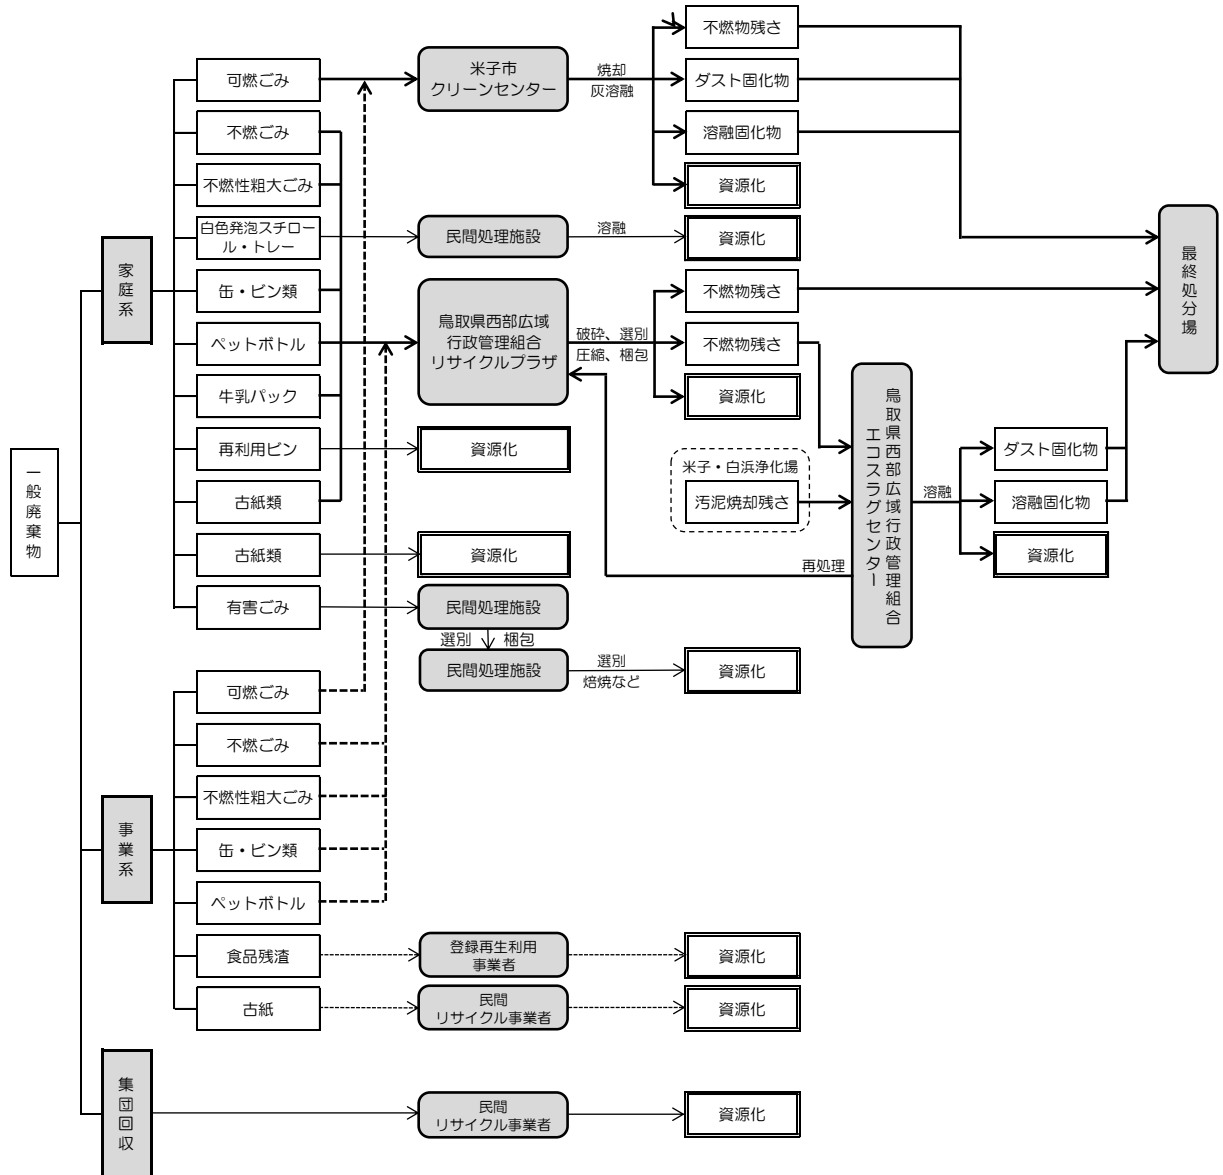 一般廃棄物
家庭系
可燃ごみ
不燃ごみ
不燃性粗大ごみ
白色発泡スチロー
ル・トレー
缶・ビン類
ペットボトル
牛乳パック
再利用ビン
古紙類
古紙類
有害ごみ
事業系
可燃ごみ
不燃ごみ
不燃性粗大ごみ
缶・ビン類
ペットボトル
食品残渣
古紙
集団回収
米子市
クリーンセンター
民間処理施設
鳥取県西部広域
行政管理組合
リサイクルプラザ
資源化
資源化
民間処理施設
選別
梱包
民間処理施設
登録再生利用
事業者
民間
リサイクル事業者
民間
リサイクル事業者
焼却
灰溶融
溶融
破砕、選別
圧縮、梱包
選別
焙焼など
不燃物残さ
ダスト固化物
溶融固化物
資源化
資源化
不燃物残さ
不燃物残さ
資源化
米子・白浜浄化場
汚泥焼却残さ
再処理
資源化
資源化
資源化
資源化
鳥取県西部広域行政管理組合
エコスラグセンター
溶融
ダスト固化物
溶融固化物
資源化
最終処分場